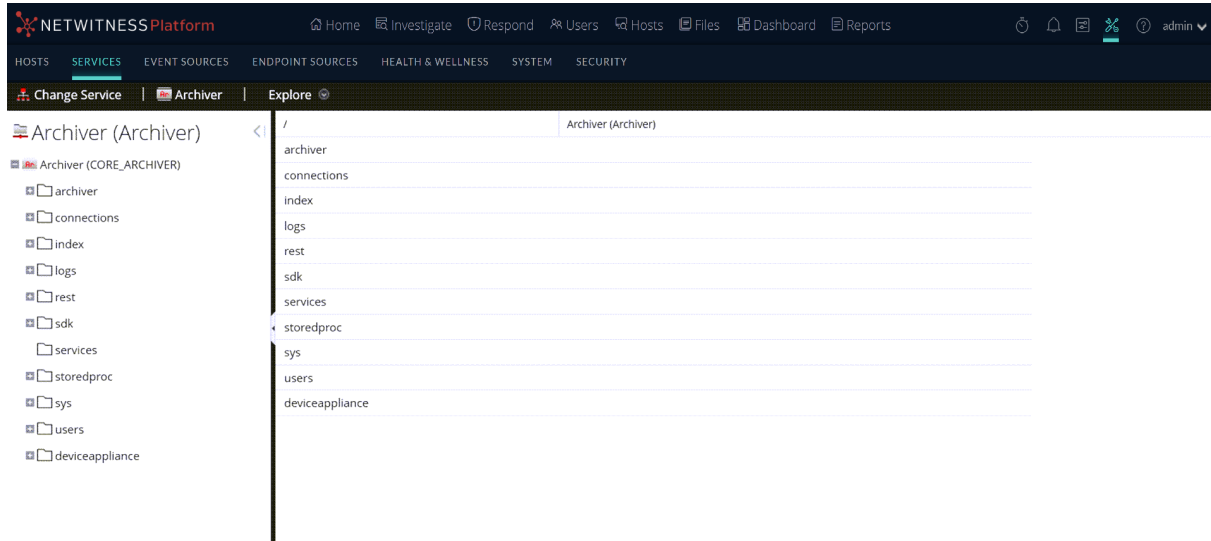 NETWITNESS Platform Home Investigate Respond Users Hosts Files Dashboard Reports admin
HOSTS SERVICES EVENT SOURCES ENDPOINT SOURCES HEALTH & WELLNESS SYSTEM SECURITY
Change Service | Archiver | Explore
Archiver (Archiver)
Archiver (CORE_ARCHIVER)
archiver
connections
index
logs
rest
sdk
services
storedproc
sys
users
deviceappliance
/ Archiver (Archiver)
archiver
connections
index
logs
rest
sdk
services
storedproc
sys
users
deviceappliance